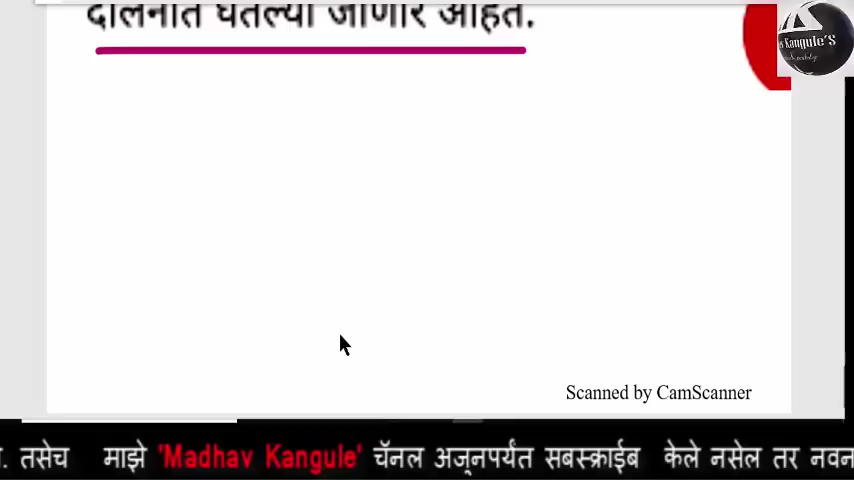 दालनात घेतल्या जाणार आहेत.
Kangule'S
Scanned by CamScanner
. तसेच माझे 'Madhav Kangule' चॅनल अजूनपर्यंत सबस्क्राईब केले नसेल तर नवन